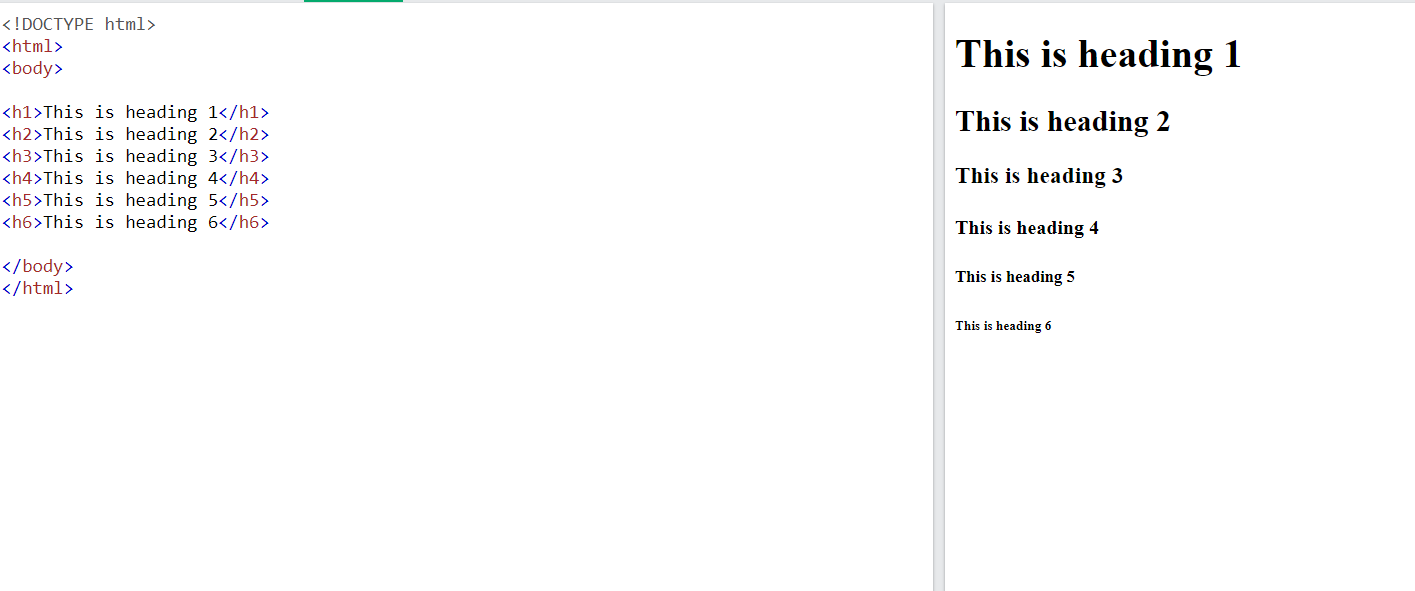 <!DOCTYPE html>
<html>
<body>
<h1>This is heading 1</h1>
<h2>This is heading 2</h2>
<h3>This is heading 3</h3>
<h4>This is heading 4</h4>
<h5>This is heading 5</h5>
<h6>This is heading 6</h6>
</body>
</html>
This is heading 1
This is heading 2
This is heading 3
This is heading 4
This is heading 5
This is heading 6